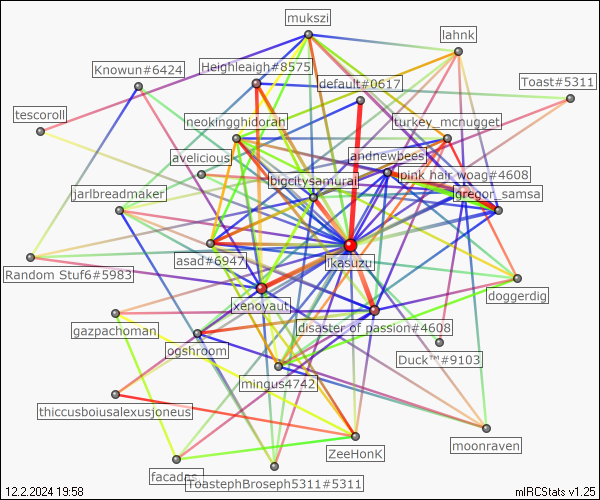 mukszi
lahnk
Heighleaigh#8575
Knowun#6424
default#0617
Toast#5311
tescoroll
neokingghidorah
turkey_mcnugget
avelicious
andnewbees
bigcitysamurai
pink hair woag#4608
jarlbreadmaker
gregor_samsa
asad#6947
ikasuzu
Random Stuf6#5983
doggerdig
xenoyaut
gazpachoman
disaster of passion#4608
ogshroom
Duck™#9103
mingus4742
thiccusboiusalexusjoneus
moonraven
ZeeHonK
facadas_
ToastephBroseph5311#5311
12.2.2024 19:58
mIRCStats v1.25